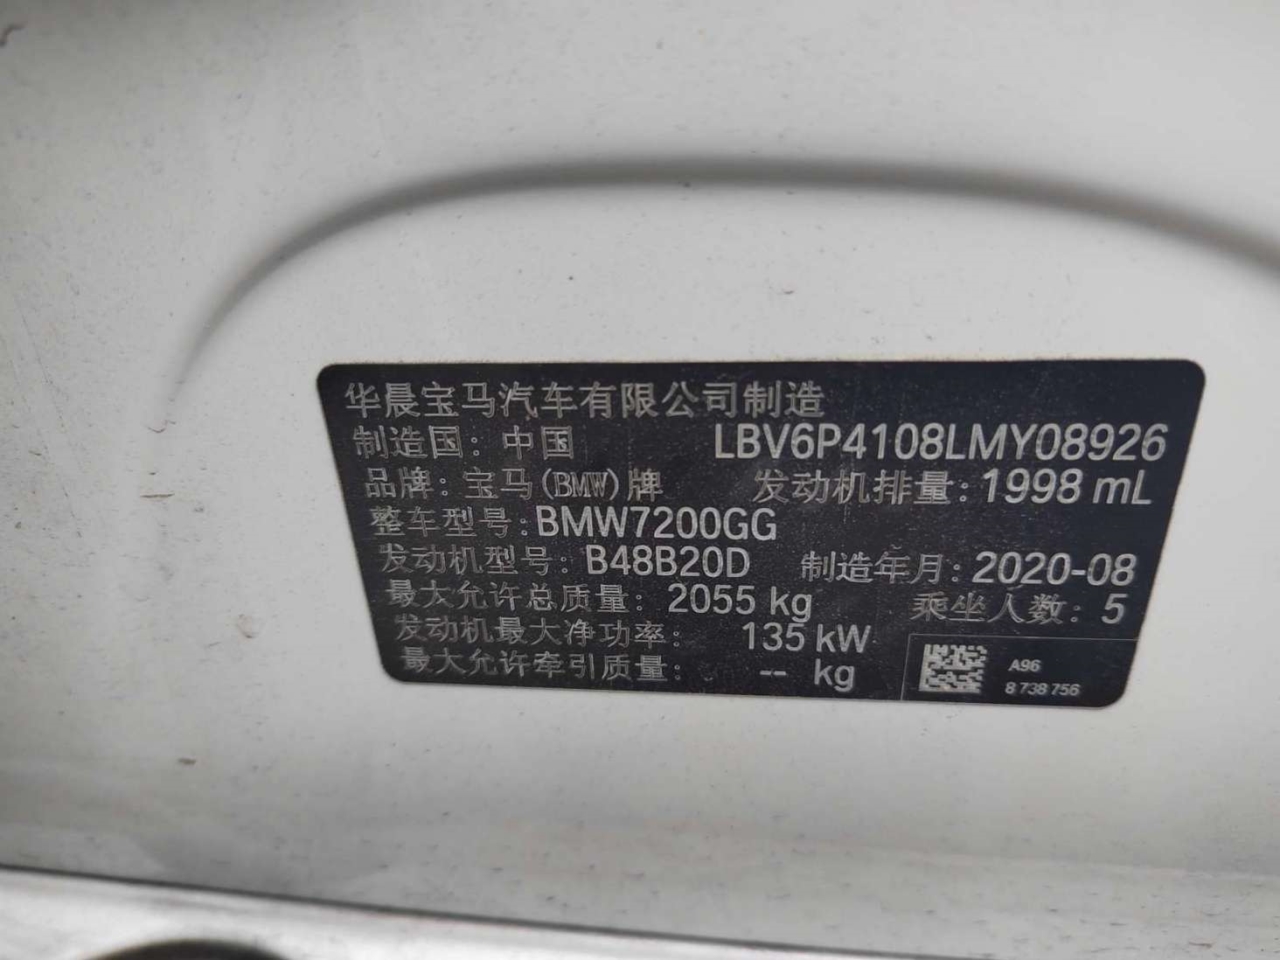 华晨宝马汽车有限公司制造
制造国：中国 LBV6P4108LMY08926
品牌：宝马(BMW)牌 发动机排量：1998 mL
整车型号：BMW7200GG
发动机型号：B48B20D 制造年月：2020-08
最大允许总质量：2055 kg 乘坐人数：5
发动机最大净功率：135 kW
最大允许牵引质量：-- kg
A96
8 738 756